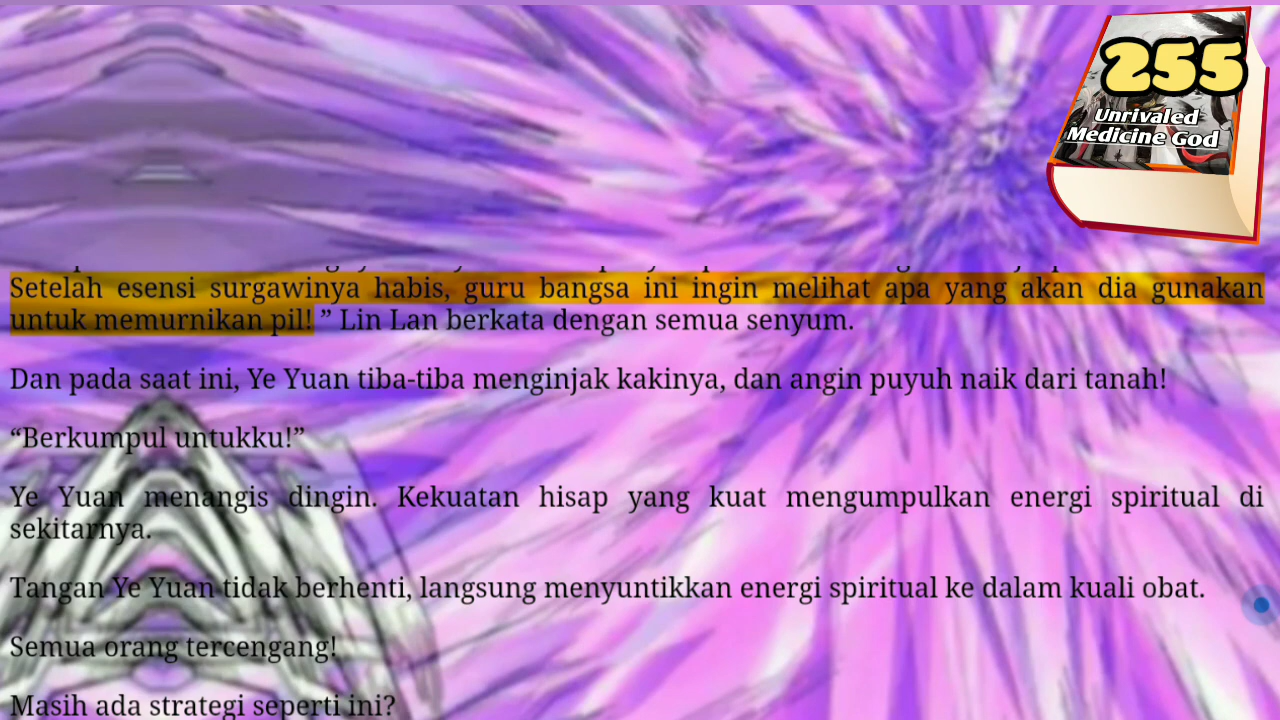 255
Unrivaled
Medicine God
Setelah esensi surgawinya habis, guru bangsa ini ingin melihat apa yang akan dia gunakan
untuk memurnikan pil! ” Lin Lan berkata dengan semua senyum.
Dan pada saat ini, Ye Yuan tiba-tiba menginjak kakinya, dan angin puyuh naik dari tanah!
“Berkumpul untukku!”
Ye Yuan menangis dingin. Kekuatan hisap yang kuat mengumpulkan energi spiritual di
sekitarnya.
Tangan Ye Yuan tidak berhenti, langsung menyuntikkan energi spiritual ke dalam kuali obat.
Semua orang tercengang!
Masih ada strategi seperti ini?